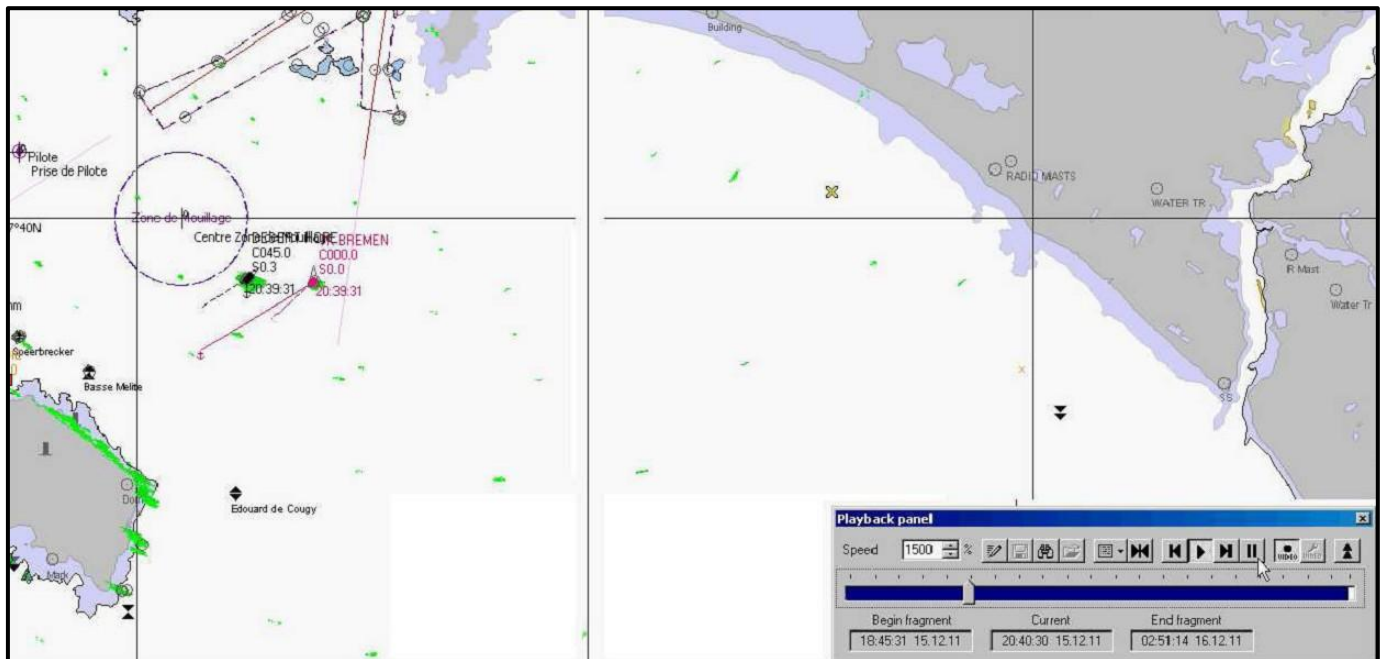 Building
Pilote
Prise de Pilote
RADIO MASTS
WATER TR
Zone de Mouillage
7°40N
BREMEN
C045.0
C000.0
S0.3
S0.0
20:39:31
20:39:31
R Mast
Water Tr
nm
Speerbrecker
Basse Melite
SS
Edouard de Cougy
Mark
Playback panel
Speed
1500
%
VIDEO
Begin fragment
Current
End fragment
18:45:31 15.12.11
20:40:30 15.12.11
02:51:14 16.12.11